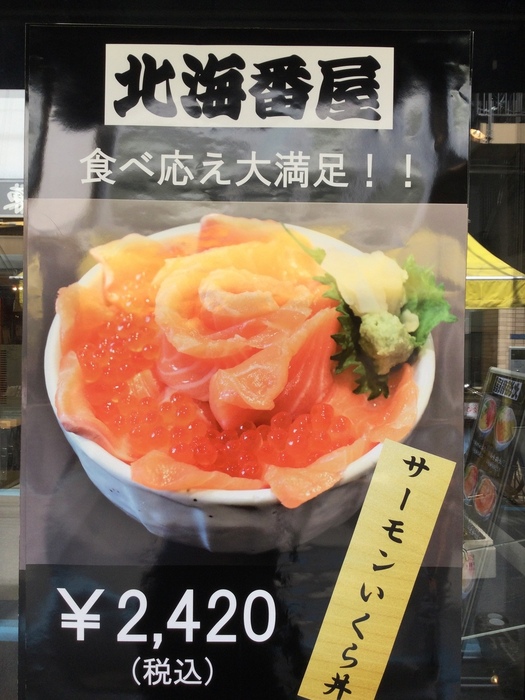 北海番屋
食べ応え大満足！！
サーモンいくら丼
￥2,420
(税込)